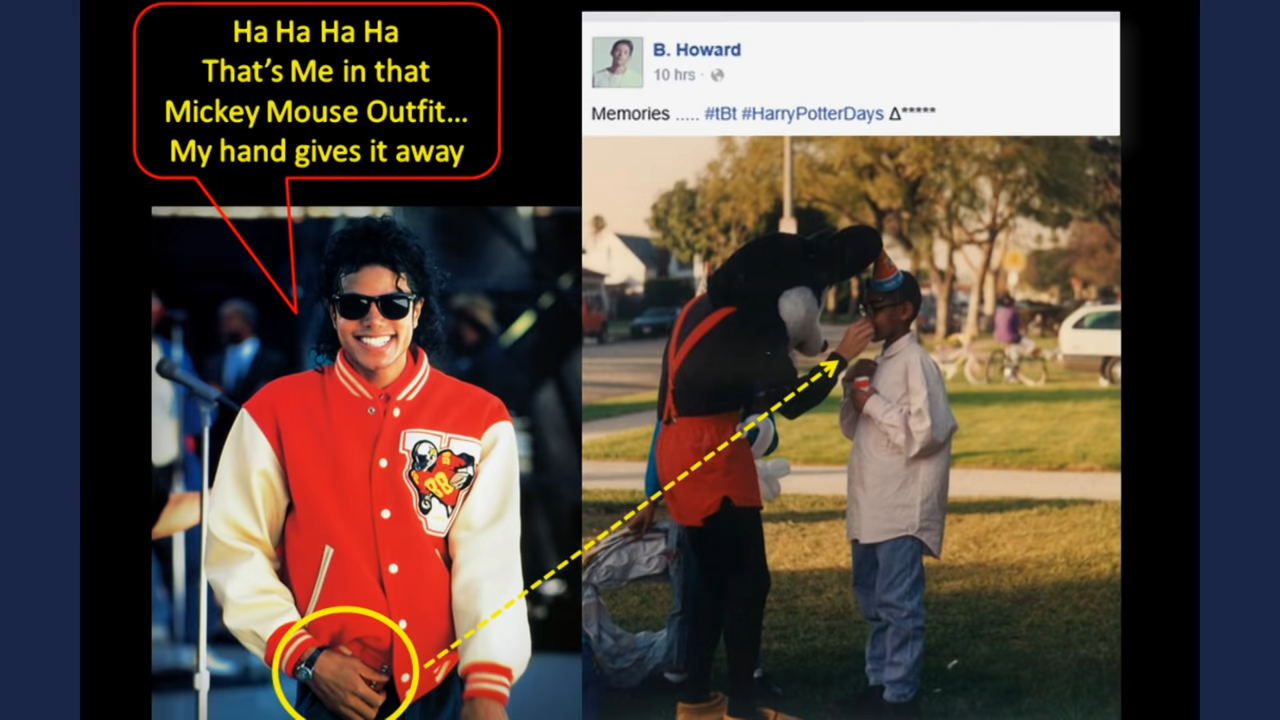 Ha Ha Ha Ha
That's Me in that
Mickey Mouse Outfit...
My hand gives it away
B. Howard
10 hrs ·
Memories ..... #tBt #HarryPotterDays Δ*****
88